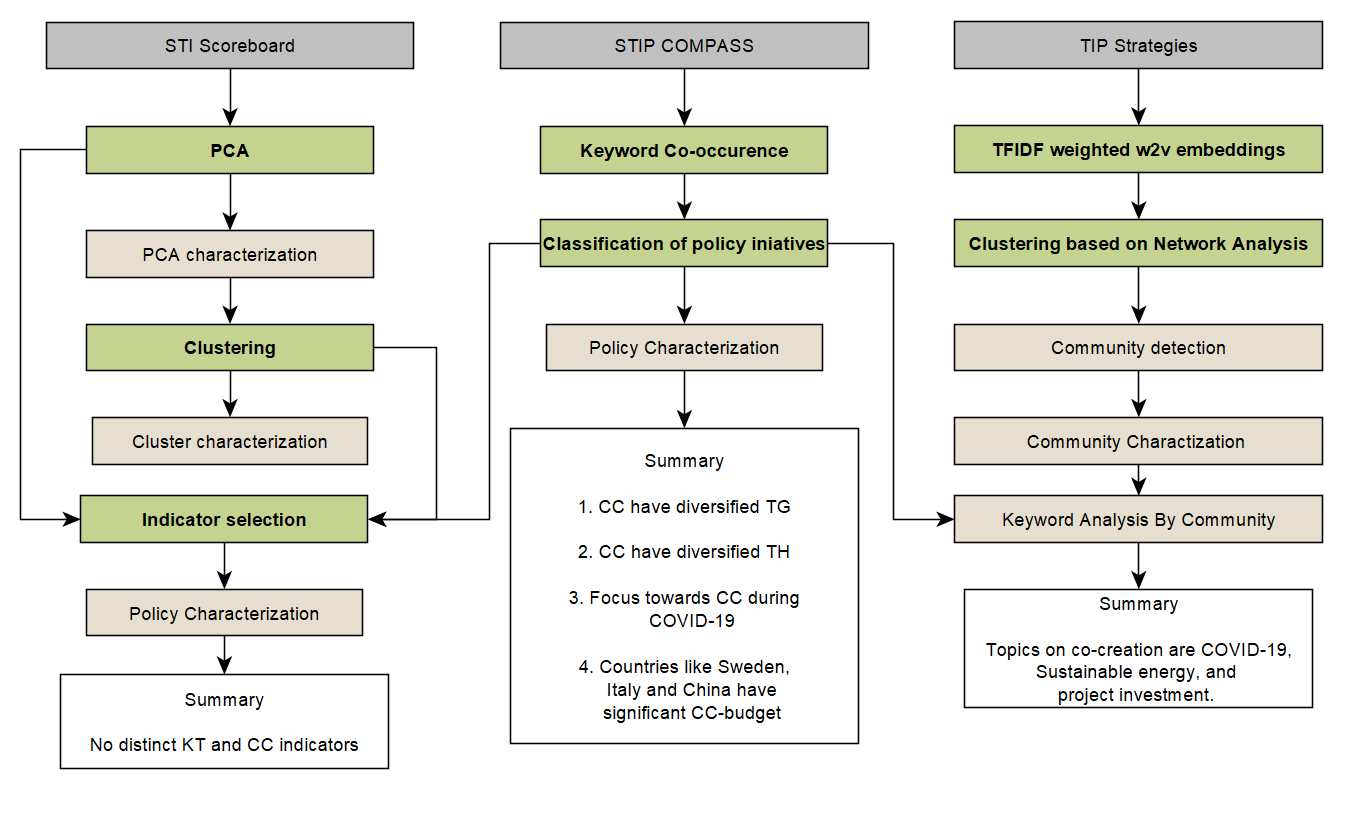 STI Scoreboard
PCA
PCA characterization
Clustering
Cluster characterization
Indicator selection
Policy Characterization
Summary
No distinct KT and CC indicators
STIP COMPASS
Keyword Co-occurence
Classification of policy iniatives
Policy Characterization
Summary
1. CC have diversified TG
2. CC have diversified TH
3. Focus towards CC during
COVID-19
4. Countries like Sweden,
Italy and China have
significant CC-budget
TIP Strategies
TFIDF weighted w2v embeddings
Clustering based on Network Analysis
Community detection
Community Charactization
Keyword Analysis By Community
Summary
Topics on co-creation are COVID-19,
Sustainable energy, and
project investment.